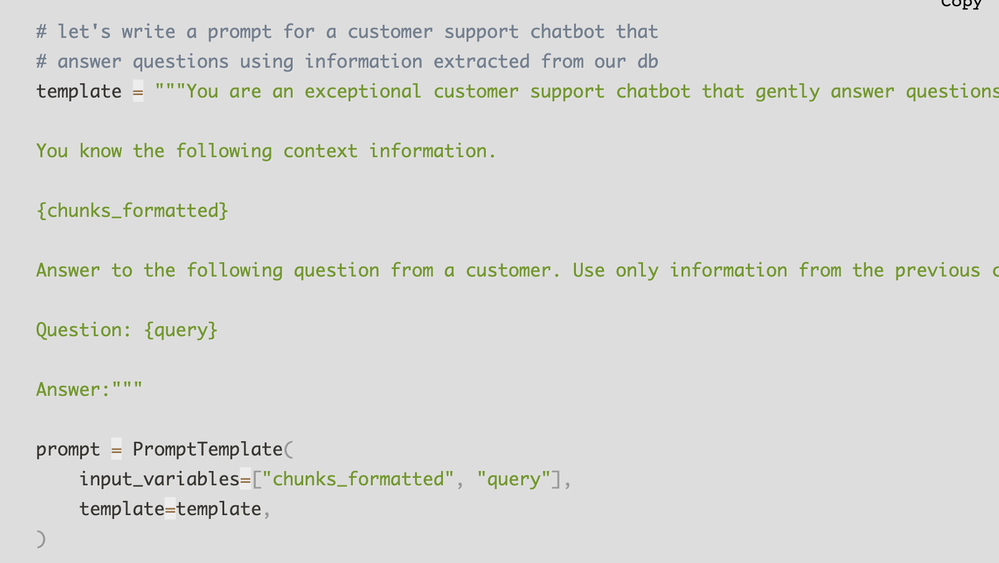 Copy
# let's write a prompt for a customer support chatbot that
# answer questions using information extracted from our db
template = """You are an exceptional customer support chatbot that gently answer questions
You know the following context information.
{chunks_formatted}
Answer to the following question from a customer. Use only information from the previous
Question: {query}
Answer:"""
prompt = PromptTemplate(
    input_variables=["chunks_formatted", "query"],
    template=template,
)